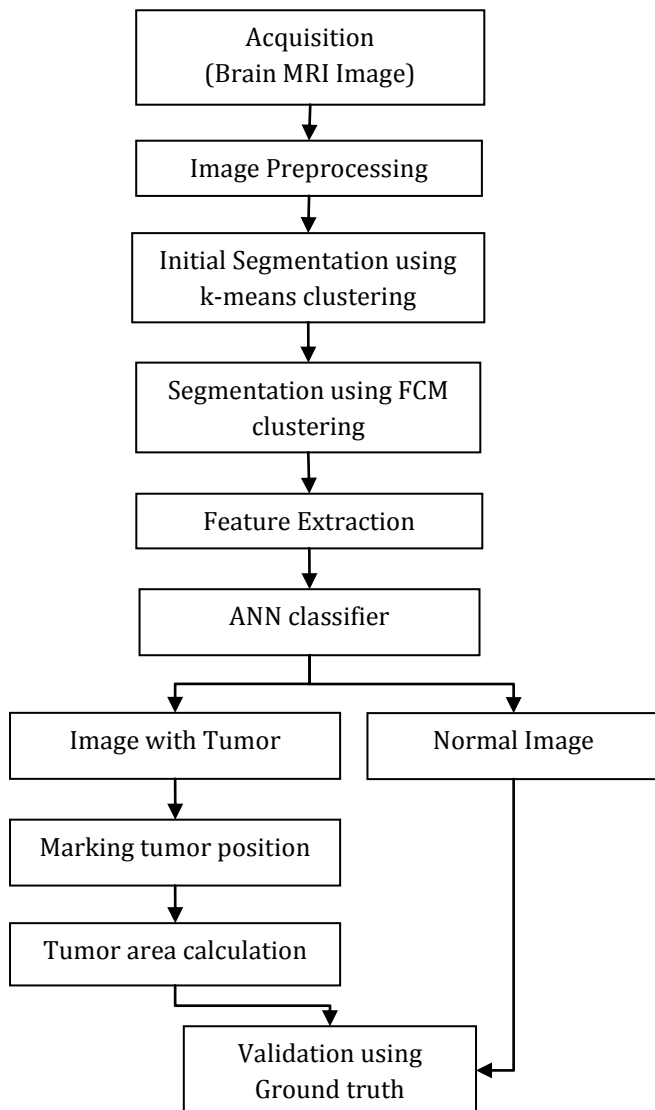 Acquisition
(Brain MRI Image)
Image Preprocessing
Initial Segmentation using
k-means clustering
Segmentation using FCM
clustering
Feature Extraction
ANN classifier
Image with Tumor
Normal Image
Marking tumor position
Tumor area calculation
Validation using
Ground truth